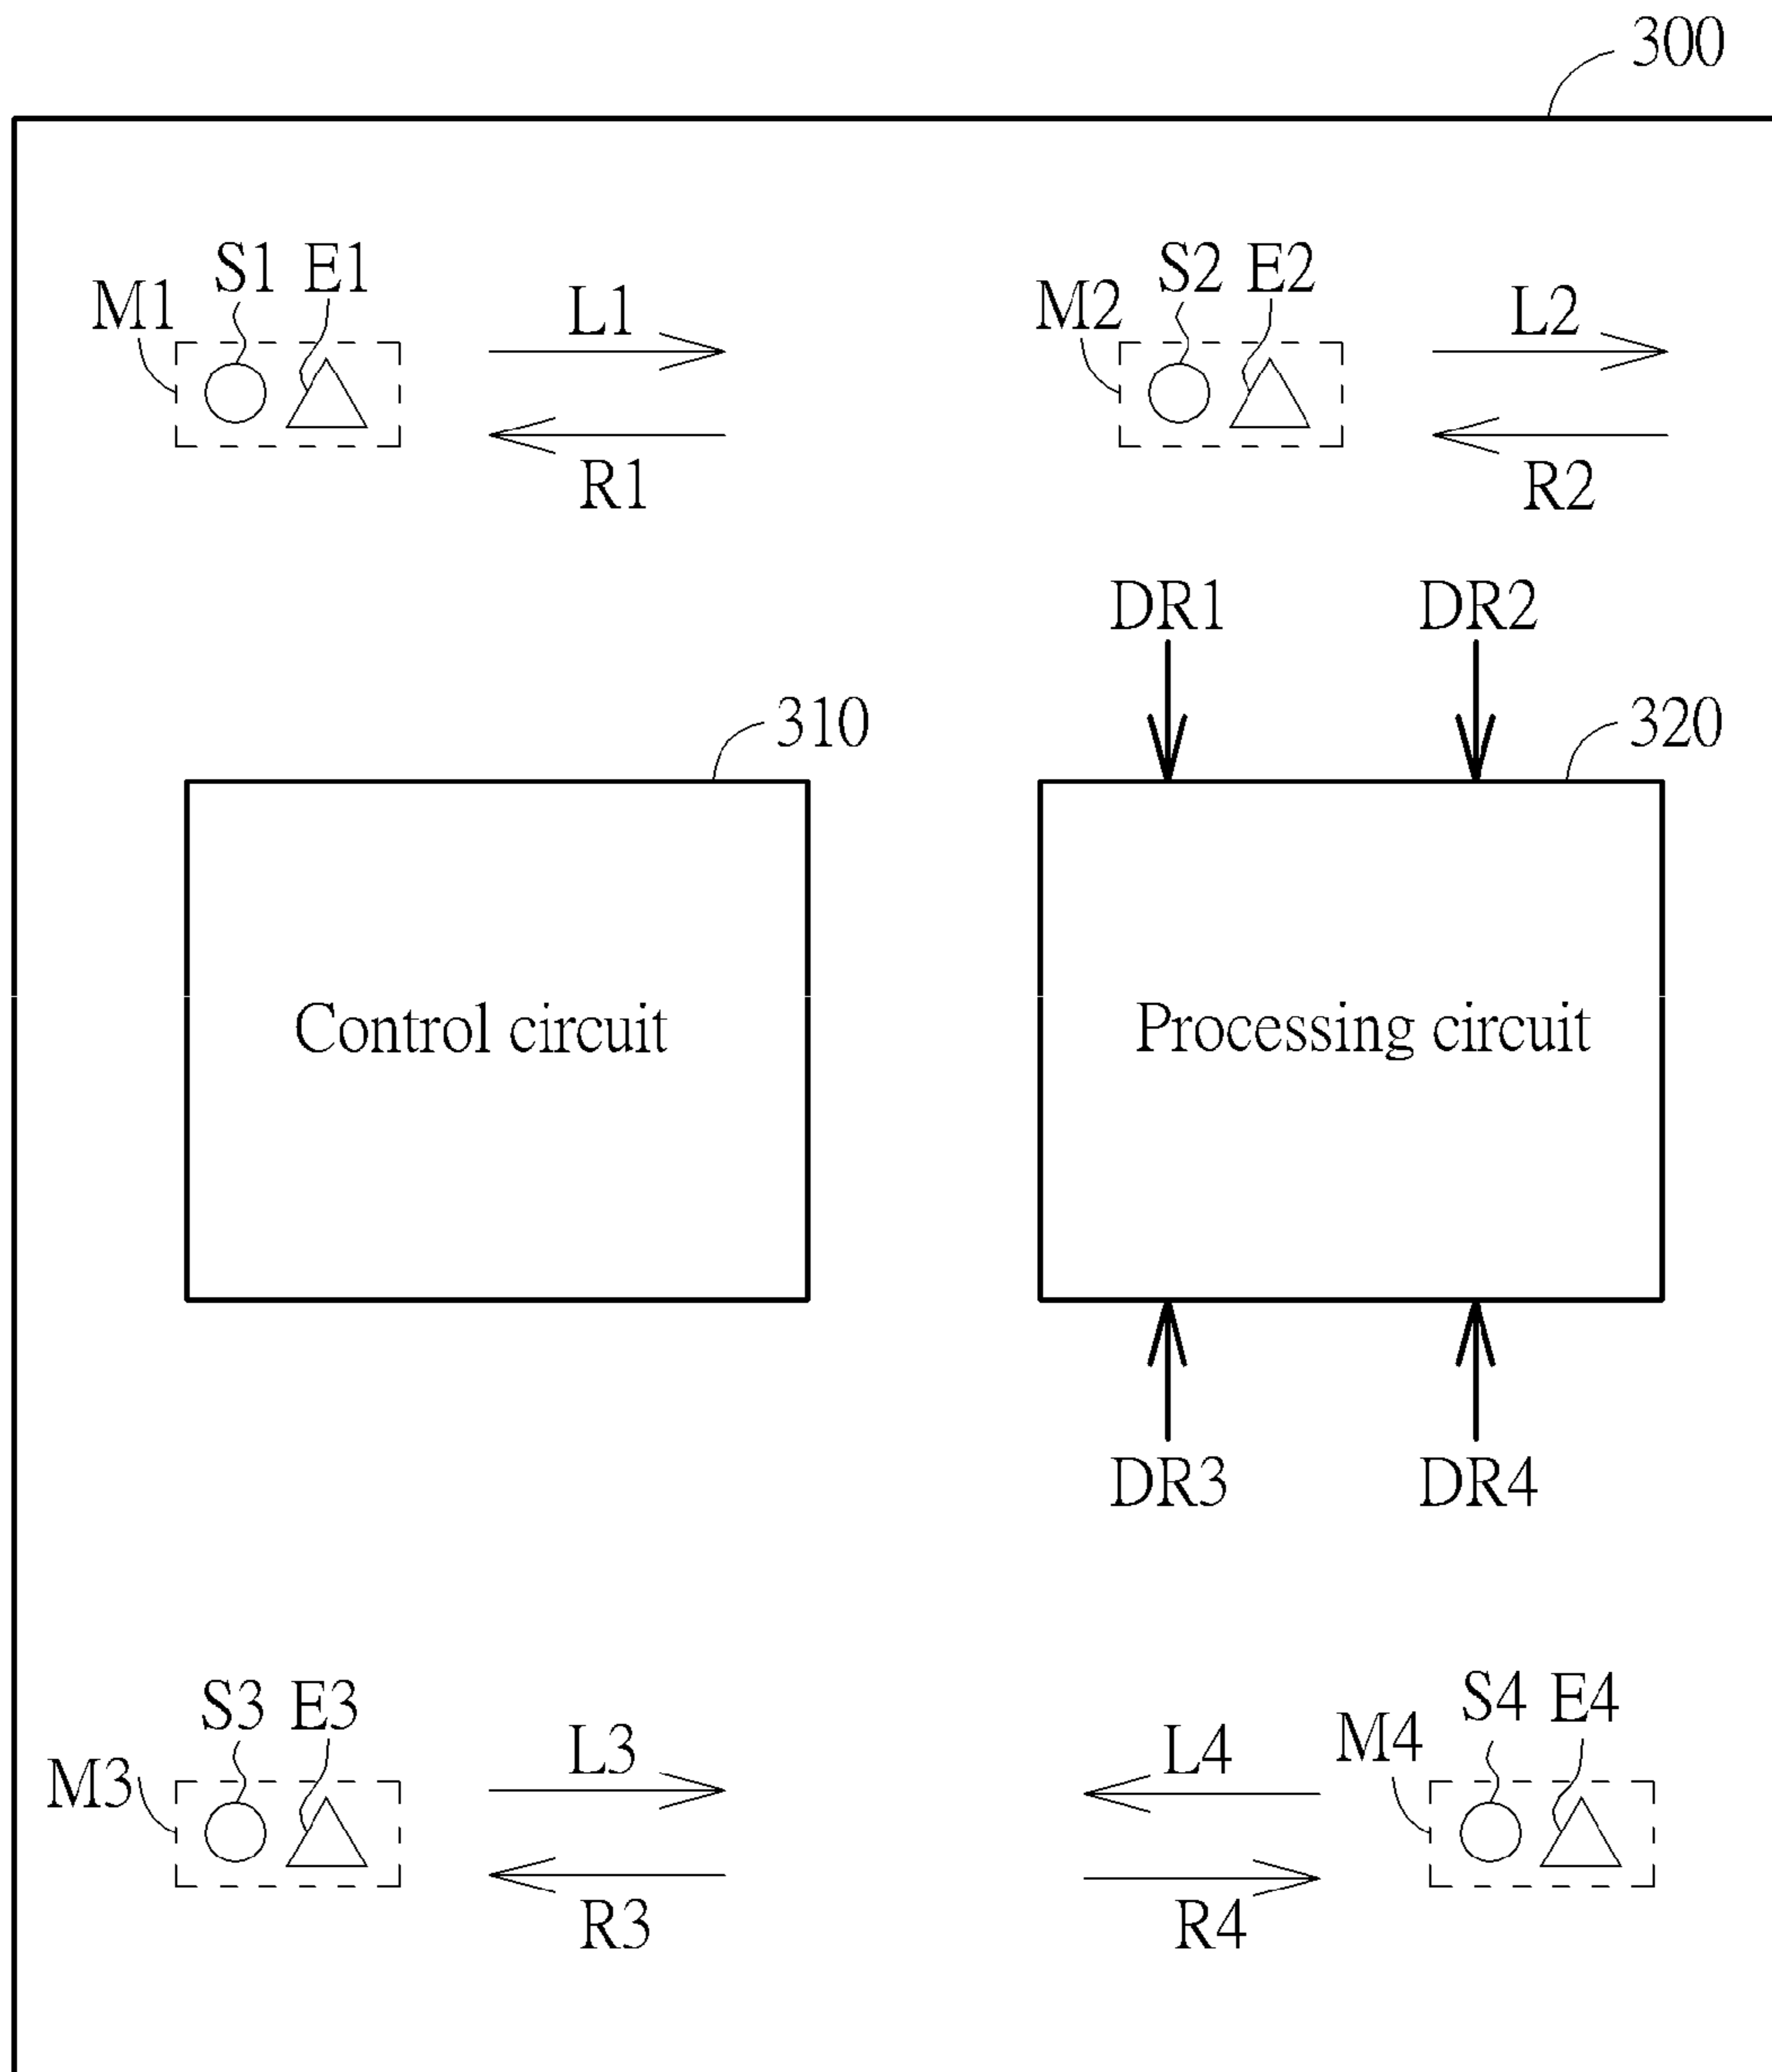 300
S1 E1
M1
L1
R1
S2 E2
M2
L2
R2
DR1
DR2
310
320
Control circuit
Processing circuit
DR3
DR4
S3 E3
M3
L3
R3
L4
R4
S4 E4
M4